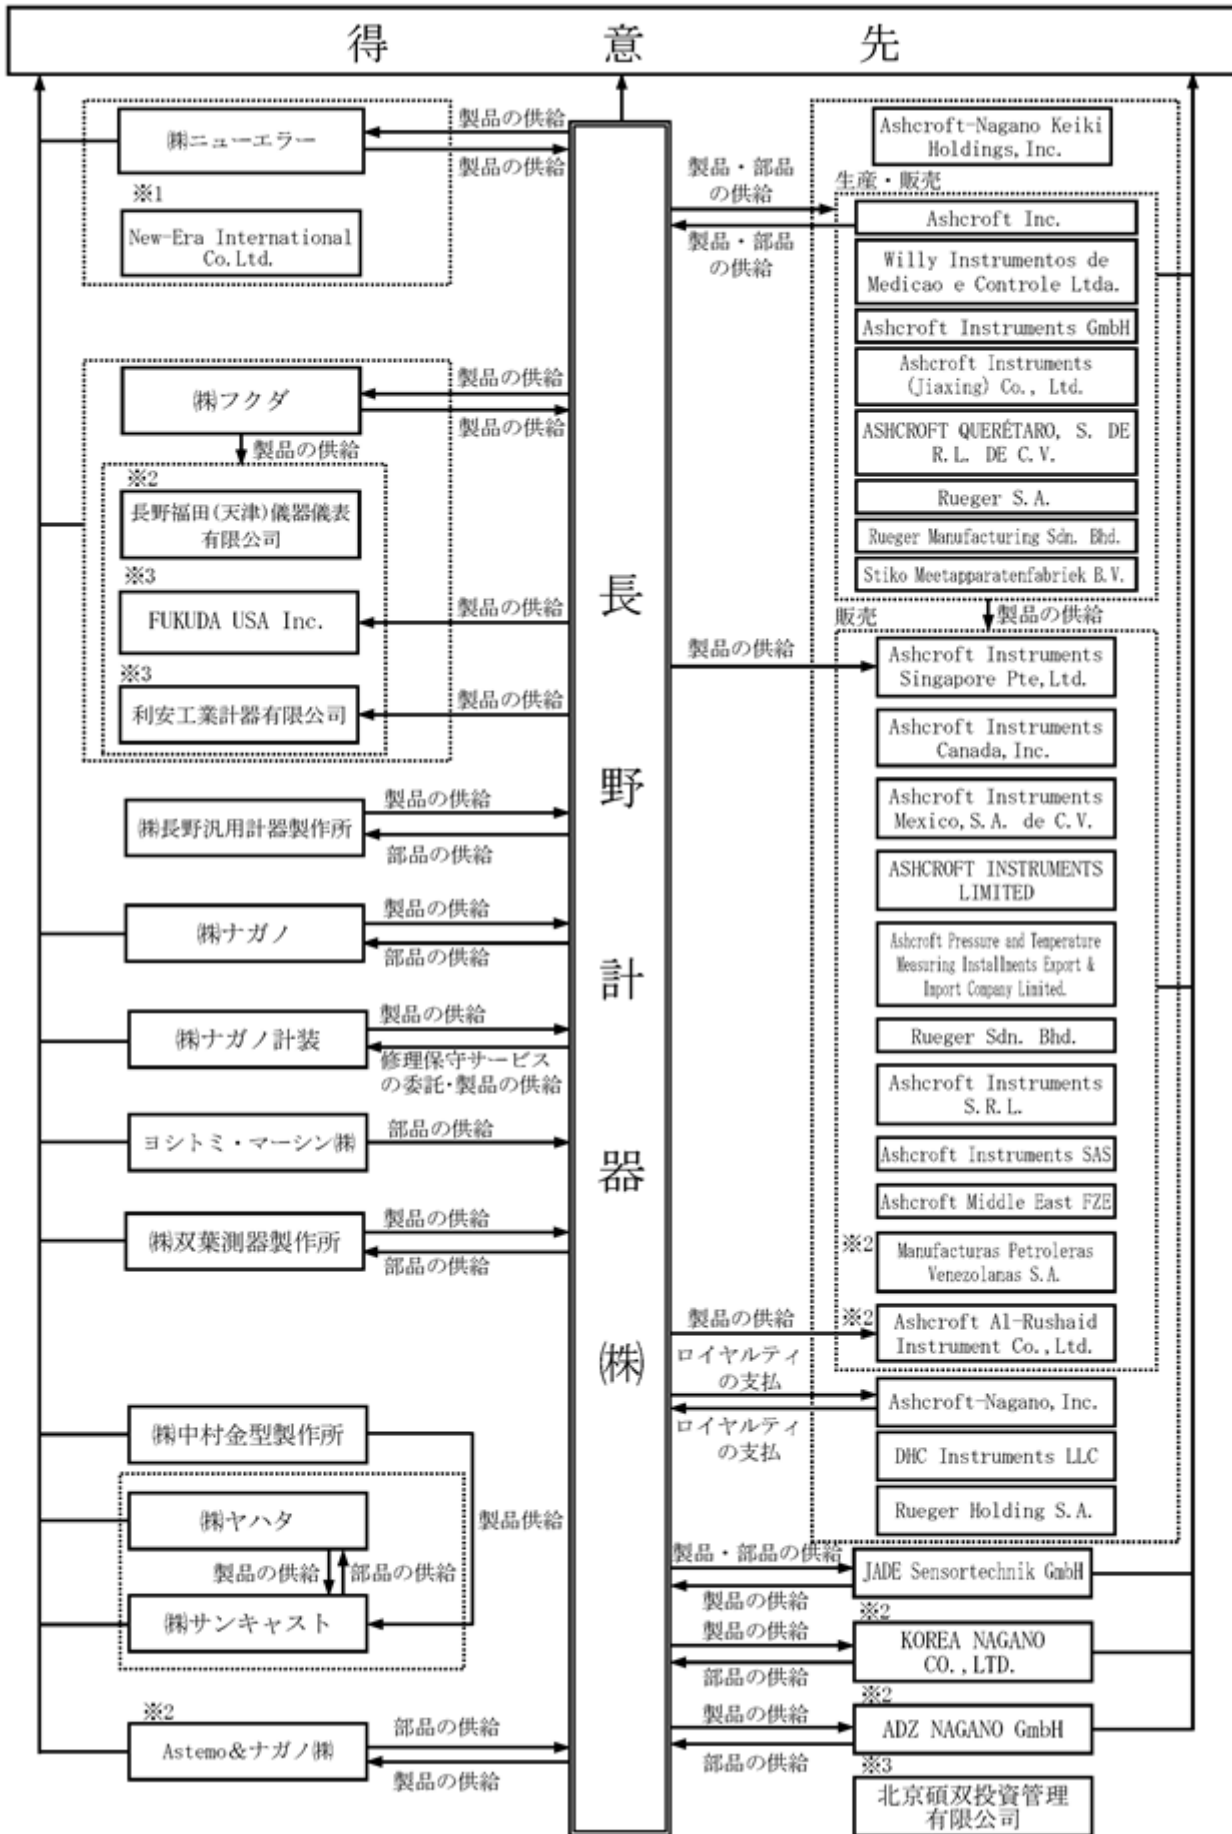 得意先
㈱ニューエラー
製品の供給
製品の供給
※1
New-Era International
Co.Ltd.
㈱フクダ
製品の供給
製品の供給
製品の供給
※2
長野福田(天津)儀器儀表
有限公司
※3
FUKUDA USA Inc.
製品の供給
※3
利安工業計器有限公司
製品の供給
㈱長野汎用計器製作所
製品の供給
部品の供給
㈱ナガノ
製品の供給
部品の供給
㈱ナガノ計装
製品の供給
修理保守サービス
の委託・製品の供給
ヨシトミ・マーシン㈱
部品の供給
㈱双葉測器製作所
製品の供給
部品の供給
㈱中村金型製作所
製品供給
㈱ヤハタ
製品の供給
部品の供給
㈱サンキャスト
※2
Astemo&ナガノ㈱
部品の供給
製品の供給
長野計器㈱
Ashcroft-Nagano Keiki
Holdings, Inc.
製品・部品
の供給
製品・部品
の供給
生産・販売
Ashcroft Inc.
Willy Instrumentos de
Medicao e Controle Ltda.
Ashcroft Instruments GmbH
Ashcroft Instruments
(Jiaxing) Co., Ltd.
ASHCROFT QUERÉTARO, S. DE
R.L. DE C.V.
Rueger S.A.
Rueger Manufacturing Sdn. Bhd.
Stiko Meetapparatenfabriek B.V.
製品の供給
販売
製品の供給
Ashcroft Instruments
Singapore Pte,Ltd.
Ashcroft Instruments
Canada, Inc.
Ashcroft Instruments
Mexico,S.A. de C.V.
ASHCROFT INSTRUMENTS
LIMITED
Ashcroft Pressure and Temperature
Measuring Installments Export &
Import Company Limited.
Rueger Sdn. Bhd.
Ashcroft Instruments
S.R.L.
Ashcroft Instruments SAS
Ashcroft Middle East FZE
※2
Manufacturas Petroleras
Venezolanas S.A.
製品の供給
※2
Ashcroft Al-Rushaid
Instrument Co.,Ltd.
ロイヤルティ
の支払
ロイヤルティ
の支払
Ashcroft-Nagano, Inc.
DHC Instruments LLC
Rueger Holding S.A.
製品・部品の供給
製品の供給
JADE Sensortechnik GmbH
※2
製品の供給
部品の供給
KOREA NAGANO
CO.,LTD.
※2
製品の供給
部品の供給
ADZ NAGANO GmbH
※3
北京碩双投資管理
有限公司